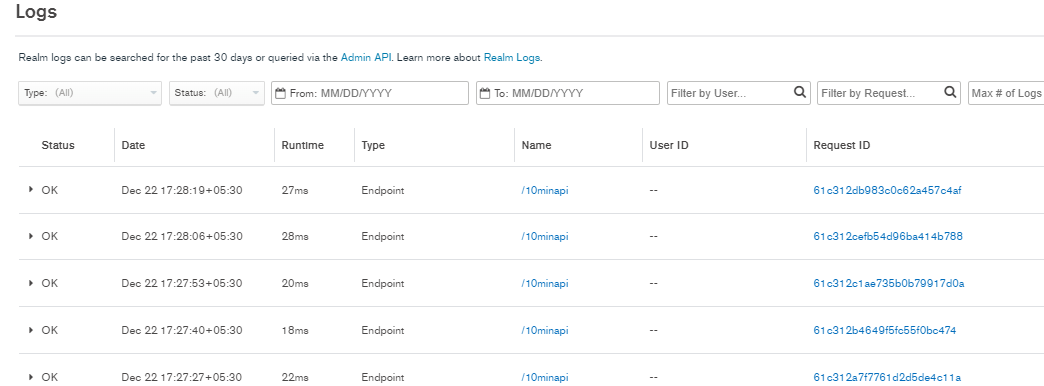 Logs
Realm logs can be searched for the past 30 days or queried via the Admin API. Learn more about Realm Logs.
Type: (All) Status: (All) From: MM/DD/YYYY To: MM/DD/YYYY Filter by User... Filter by Request... Max # of Logs
Status Date Runtime Type Name User ID Request ID
OK Dec 22 17:28:19+05:30 27ms Endpoint /10minapi -- 61c312db983c0c62a457c4af
OK Dec 22 17:28:06+05:30 28ms Endpoint /10minapi -- 61c312cefb54d96ba414b788
OK Dec 22 17:27:53+05:30 20ms Endpoint /10minapi -- 61c312c1ae735b0b79917d0a
OK Dec 22 17:27:40+05:30 18ms Endpoint /10minapi -- 61c312b4649f5fc55f0bc474
OK Dec 22 17:27:27+05:30 22ms Endpoint /10minapi -- 61c312a7f7761d2d5de4c11a